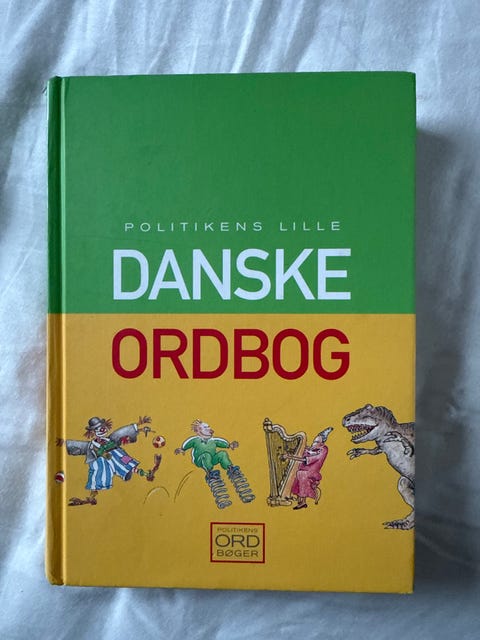 POLITIKENS LILLE
DANSKE
ORDBOG
POLITIKENS
ORD
BØGER